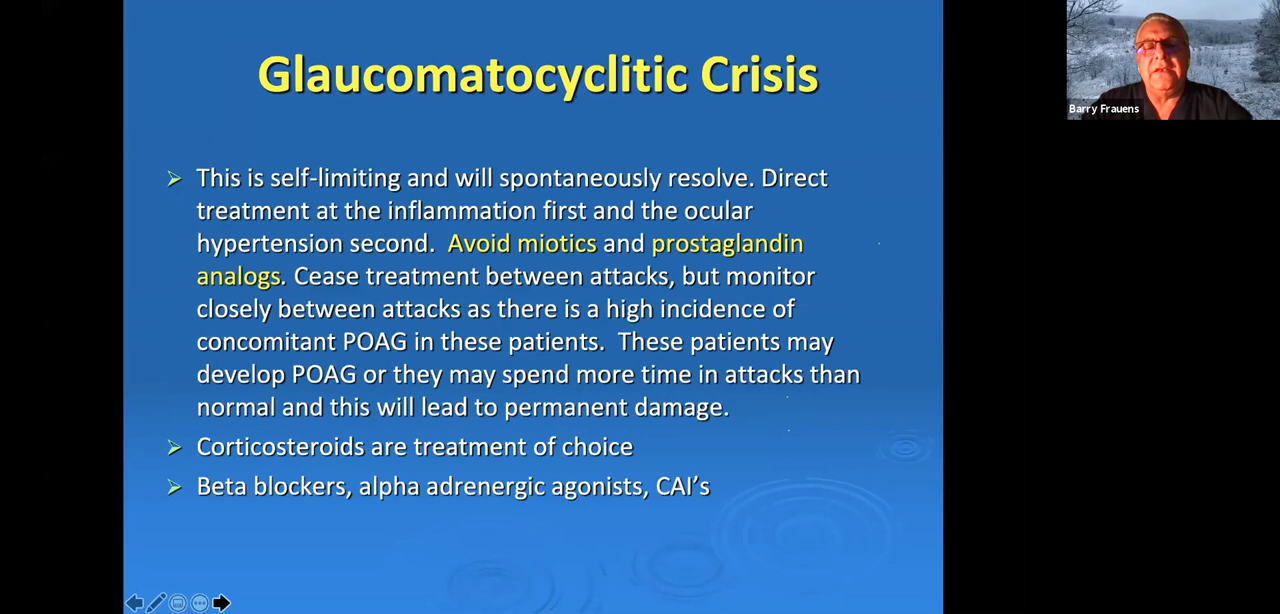 Glaucomatocyclitic Crisis
This is self-limiting and will spontaneously resolve. Direct
treatment at the inflammation first and the ocular
hypertension second.  Avoid miotics and prostaglandin
analogs. Cease treatment between attacks, but monitor
closely between attacks as there is a high incidence of
concomitant POAG in these patients.  These patients may
develop POAG or they may spend more time in attacks than
normal and this will lead to permanent damage.
Corticosteroids are treatment of choice
Beta blockers, alpha adrenergic agonists, CAI’s
Barry Frauens